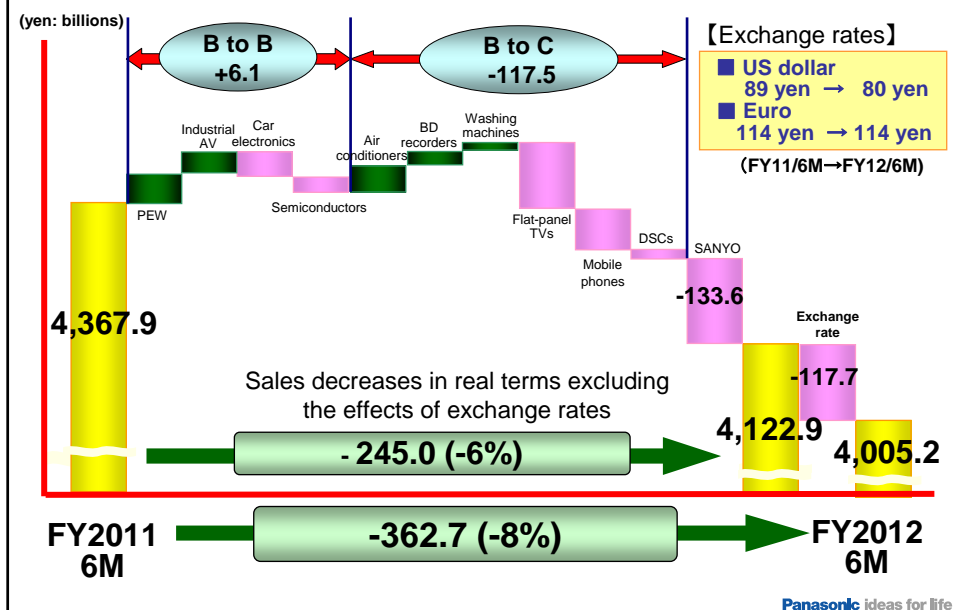 (yen: billions)
B to B
+6.1
B to C
-117.5
【Exchange rates】
■ US dollar
89 yen → 80 yen
■ Euro
114 yen → 114 yen
(FY11/6M→FY12/6M)
PEW
Industrial
AV
Car
electronics
Semiconductors
Air
conditioners
BD
recorders
Washing
machines
Flat-panel
TVs
Mobile
phones
DSCs
SANYO
-133.6
Exchange
rate
-117.7
4,367.9
4,122.9
4,005.2
Sales decreases in real terms excluding
the effects of exchange rates
- 245.0 (-6%)
FY2011
6M
-362.7 (-8%)
FY2012
6M
Panasonic ideas for life